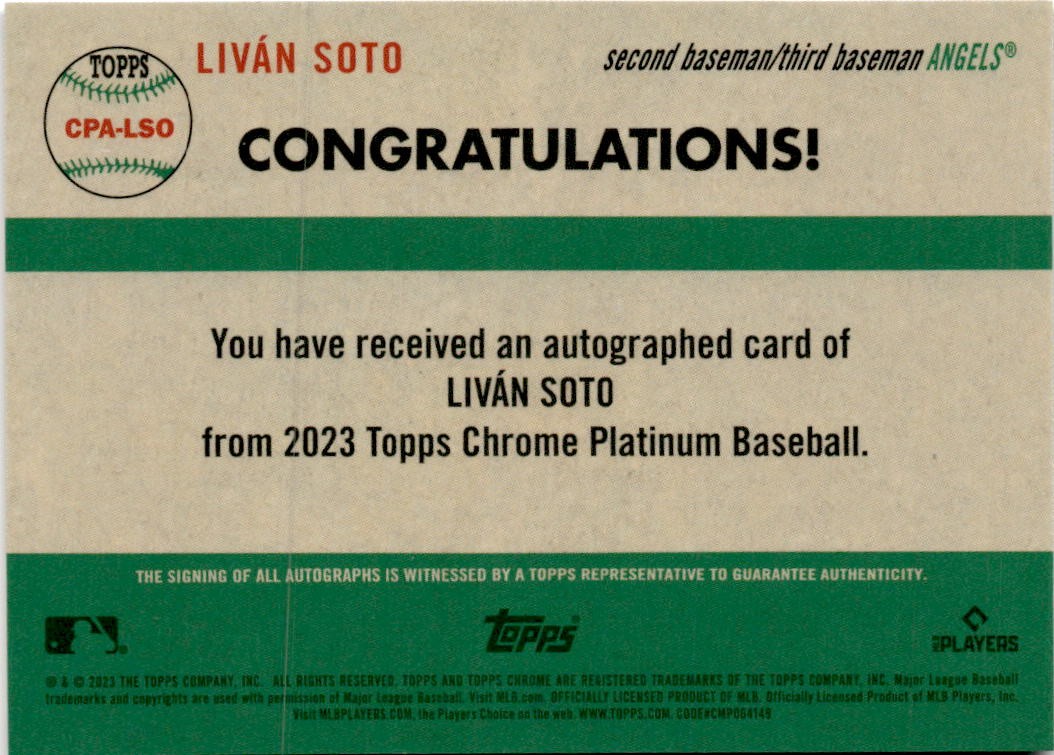 TOPPS
CPA-LSO
LIVÁN SOTO
second baseman/third baseman ANGELS®
CONGRATULATIONS!
You have received an autographed card of
LIVÁN SOTO
from 2023 Topps Chrome Platinum Baseball.
THE SIGNING OF ALL AUTOGRAPHS IS WITNESSED BY A TOPPS REPRESENTATIVE TO GUARANTEE AUTHENTICITY.
topps®
MLB PLAYERS
® & © 2023 THE TOPPS COMPANY, INC. ALL RIGHTS RESERVED. TOPPS AND TOPPS CHROME ARE REGISTERED TRADEMARKS OF THE TOPPS COMPANY, INC. Major League Baseball
trademarks and copyrights are used with permission of Major League Baseball. Visit MLB.com. OFFICIALLY LICENSED PRODUCT OF MLB. Officially Licensed Product of MLB Players, Inc.
Visit MLBPLAYERS.COM, the Players Choice on the web. WWW.TOPPS.COM. CODE#CMP064149